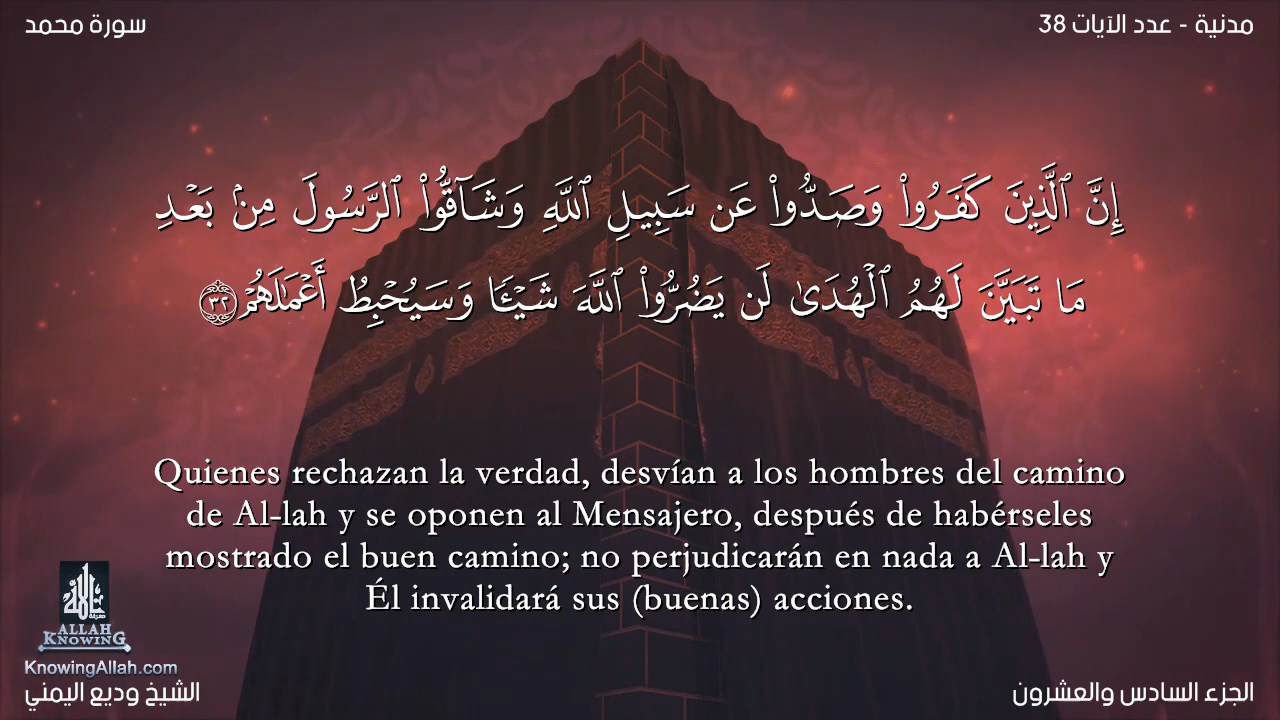 سورة محمد
مدنية - عدد الآيات 38
إِنَّ ٱلَّذِينَ كَفَرُوا۟ وَصَدُّوا۟ عَن سَبِيلِ ٱللَّهِ وَشَآقُّوا۟ ٱلرَّسُولَ مِنۢ بَعْدِ
مَا تَبَيَّنَ لَهُمُ ٱلْهُدَىٰ لَن يَضُرُّوا۟ ٱللَّهَ شَيْـًٔا وَسَيُحْبِطُ أَعْمَـٰلَهُمْ ٣٢
Quienes rechazan la verdad, desvían a los hombres del camino
de Al-lah y se oponen al Mensajero, después de habérseles
mostrado el buen camino; no perjudicarán en nada a Al-lah y
Él invalidará sus (buenas) acciones.
ALLAH
KNOWING
KnowingAllah.com
الشيخ وديع اليمني
الجزء السادس والعشرون